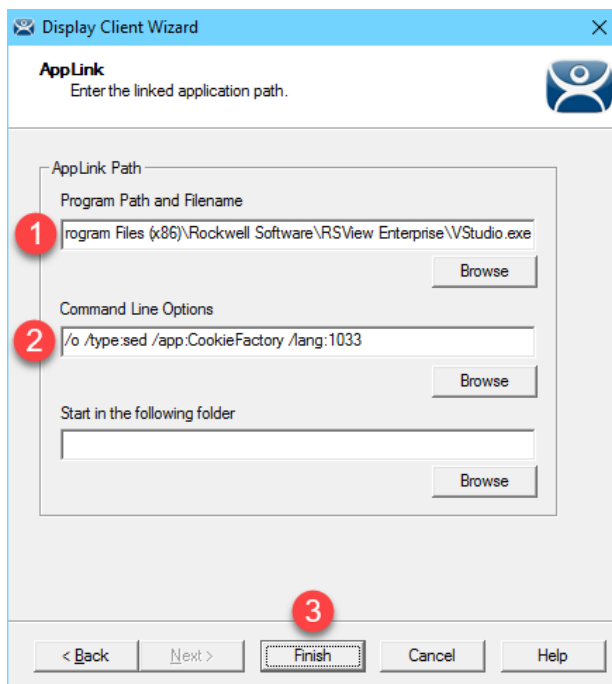 Display Client Wizard
AppLink
Enter the linked application path.
AppLink Path
Program Path and Filename
1
rogram Files (x86)\Rockwell Software\RSView Enterprise\VStudio.exe
Browse
Command Line Options
2
/o /type:sed /app:CookieFactory /lang:1033
Browse
Start in the following folder
Browse
3
< Back Next > Finish Cancel Help